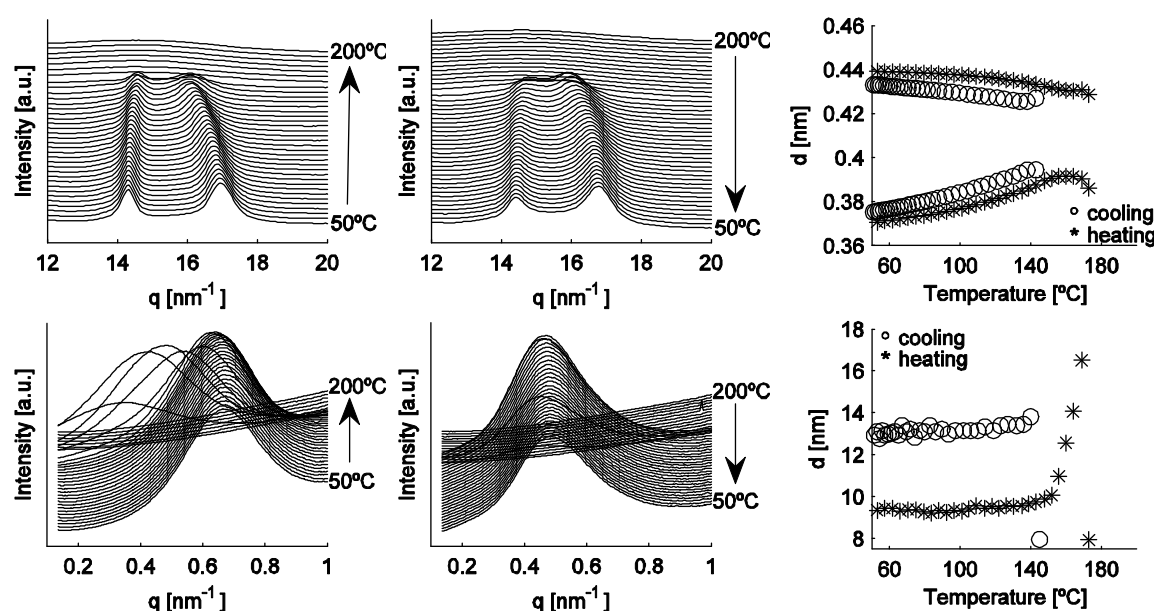 Intensity [a.u.]
200ºC
50ºC
12 14 16 18 20
q [nm⁻¹]
Intensity [a.u.]
200ºC
50ºC
12 14 16 18 20
q [nm⁻¹]
d [nm]
0.46
0.44
0.42
0.4
0.38
0.36
cooling
heating
60 100 140 180
Temperature [ºC]
Intensity [a.u.]
200ºC
50ºC
0.2 0.4 0.6 0.8 1
q [nm⁻¹]
Intensity [a.u.]
200ºC
50ºC
0.2 0.4 0.6 0.8 1
q [nm⁻¹]
d [nm]
18
16
14
12
10
8
cooling
heating
60 100 140 180
Temperature [ºC]